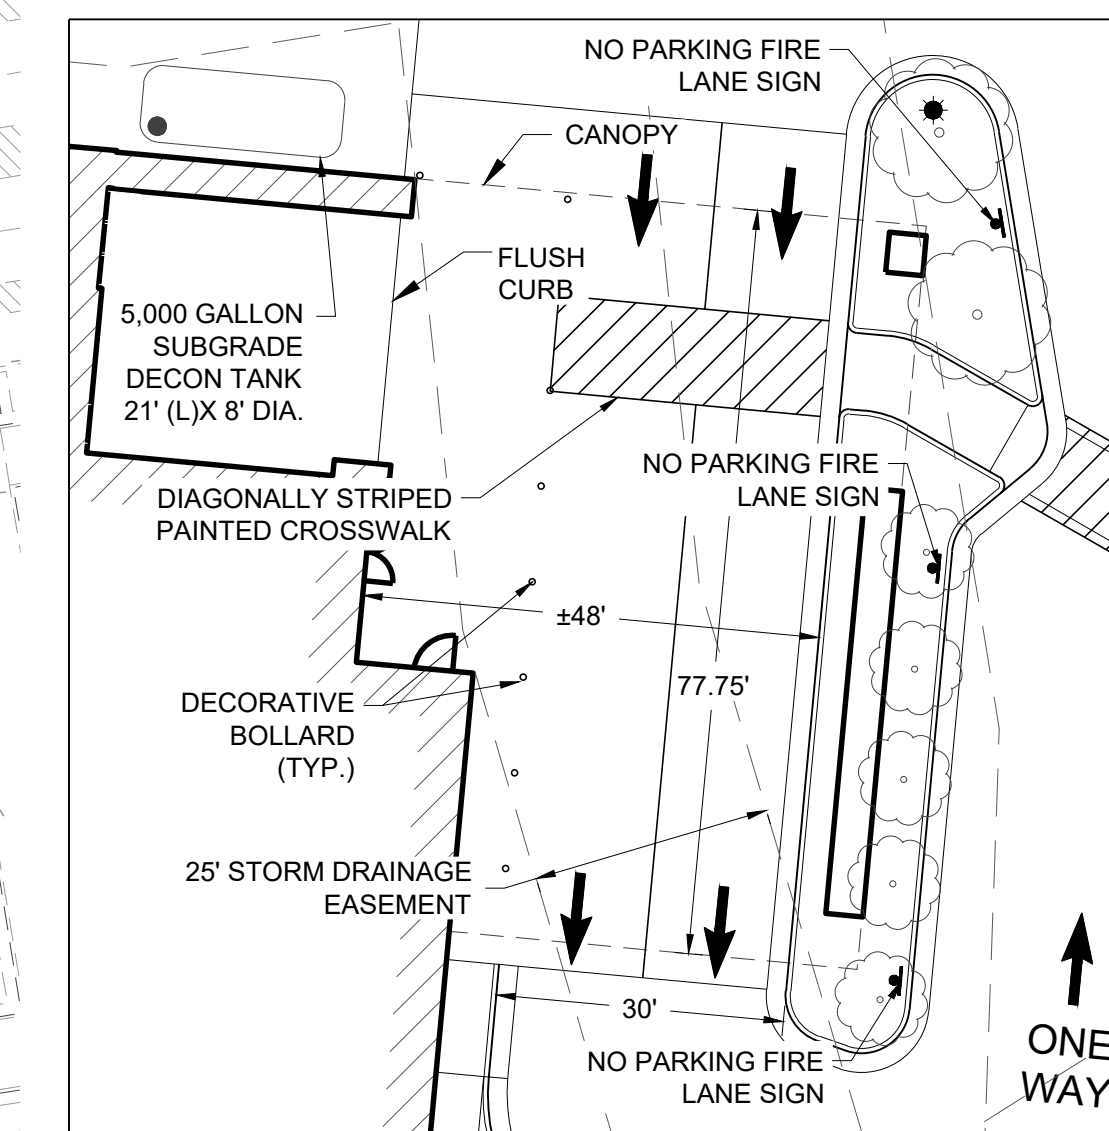 NO PARKING FIRE
LANE SIGN
CANOPY
FLUSH
CURB
5,000 GALLON
SUBGRADE
DECON TANK
21' (L)X 8' DIA.
NO PARKING FIRE
LANE SIGN
DIAGONALLY STRIPED
PAINTED CROSSWALK
±48'
77.75'
DECORATIVE
BOLLARD
(TYP.)
25' STORM DRAINAGE
EASEMENT
30'
NO PARKING FIRE
LANE SIGN
ONE
WAY